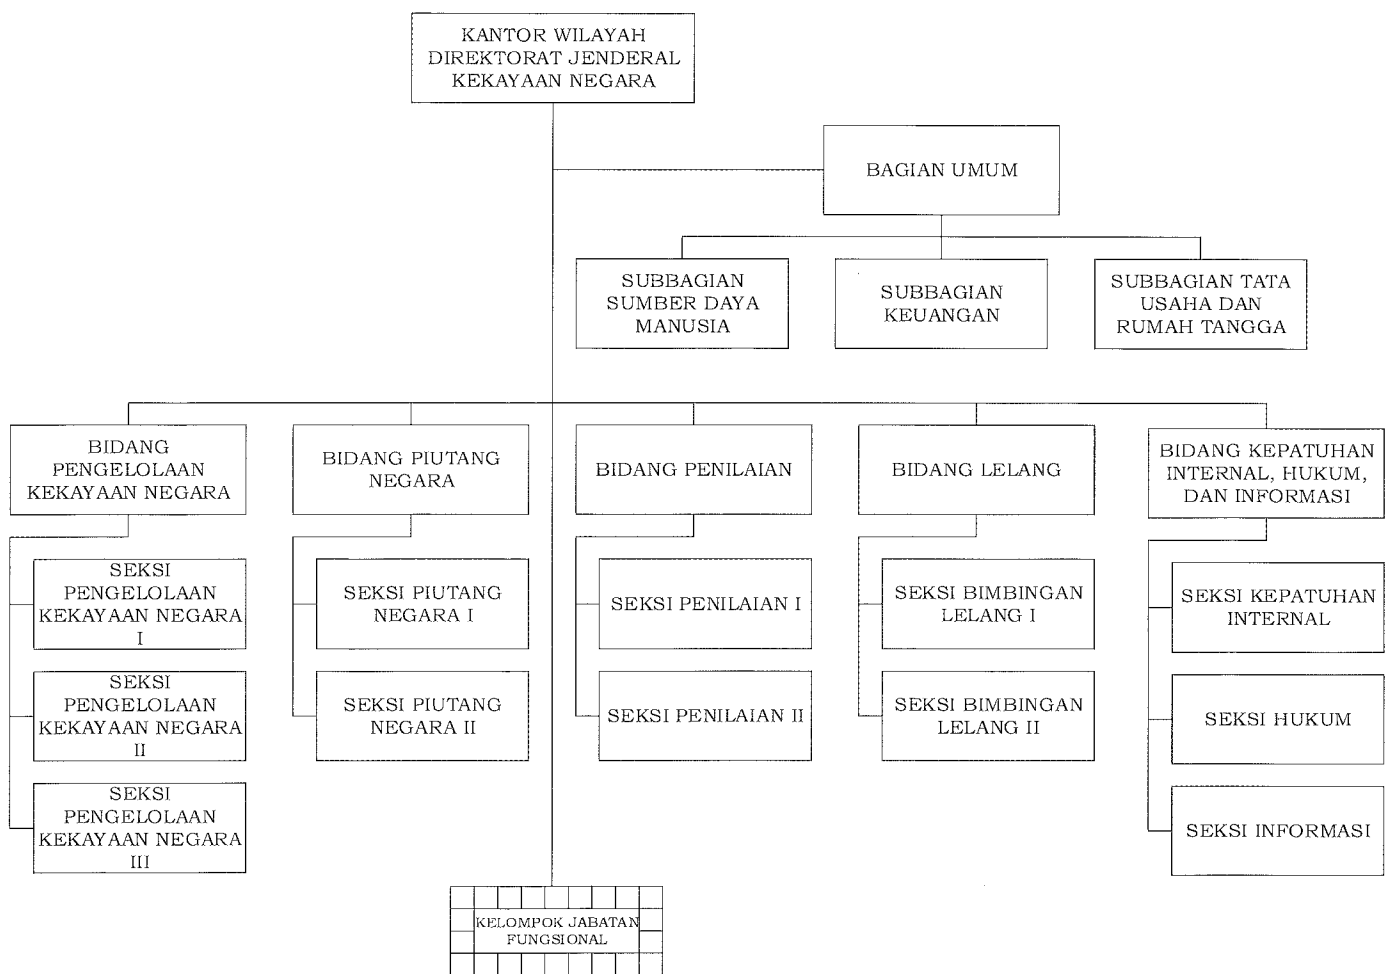 KANTOR WILAYAH
DIREKTORAT JENDERAL
KEKAYAAN NEGARA
BAGIAN UMUM
SUBBAGIAN
SUMBER DAYA
MANUSIA
SUBBAGIAN
KEUANGAN
SUBBAGIAN TATA
USAHA DAN
RUMAH TANGGA
BIDANG
PENGELOLAAN
KEKAYAAN NEGARA
BIDANG PIUTANG
NEGARA
BIDANG PENILAIAN
BIDANG LELANG
BIDANG KEPATUHAN
INTERNAL, HUKUM,
DAN INFORMASI
SEKSI
PENGELOLAAN
KEKAYAAN NEGARA
I
SEKSI PIUTANG
NEGARA I
SEKSI PENILAIAN I
SEKSI BIMBINGAN
LELANG I
SEKSI KEPATUHAN
INTERNAL
SEKSI
PENGELOLAAN
KEKAYAAN NEGARA
II
SEKSI PIUTANG
NEGARA II
SEKSI PENILAIAN II
SEKSI BIMBINGAN
LELANG II
SEKSI HUKUM
SEKSI
PENGELOLAAN
KEKAYAAN NEGARA
III
SEKSI INFORMASI
KELOMPOK JABATAN
FUNGSIONAL